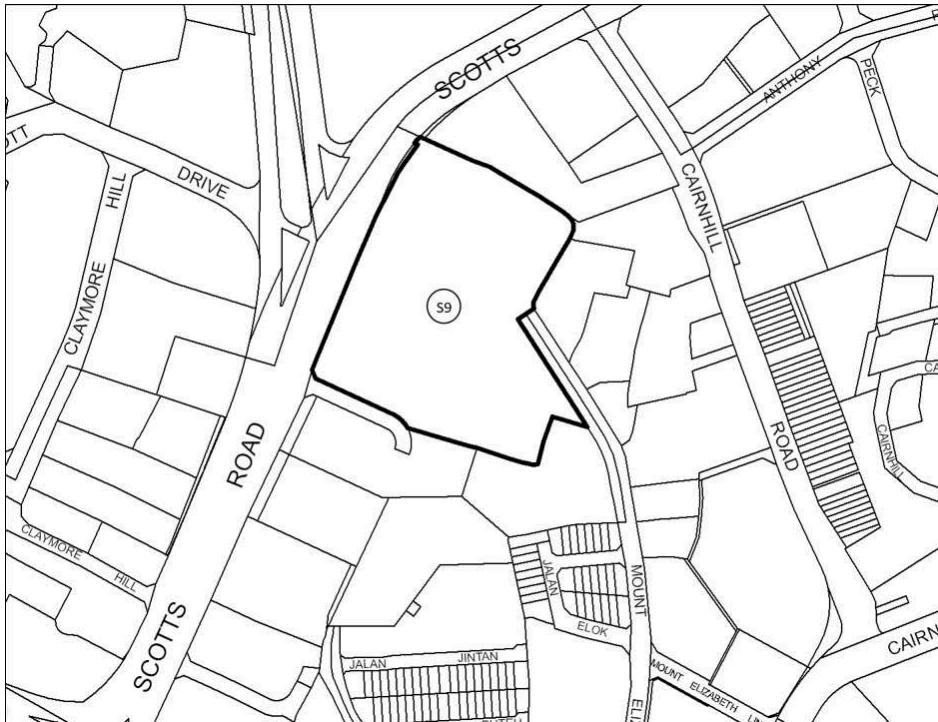 SCOTTS
ANTHONY
PECK
OTT
DRIVE
HILL
CAIRNHILL
CLAYMORE
S9
ROAD
ROAD
CAIRNHILL
CLAYMORE
HILL
JALAN
MOUNT
ELOK
SCOTTS
CAIRN
JALAN
JINTAN
MOUNT
ELIZABETH